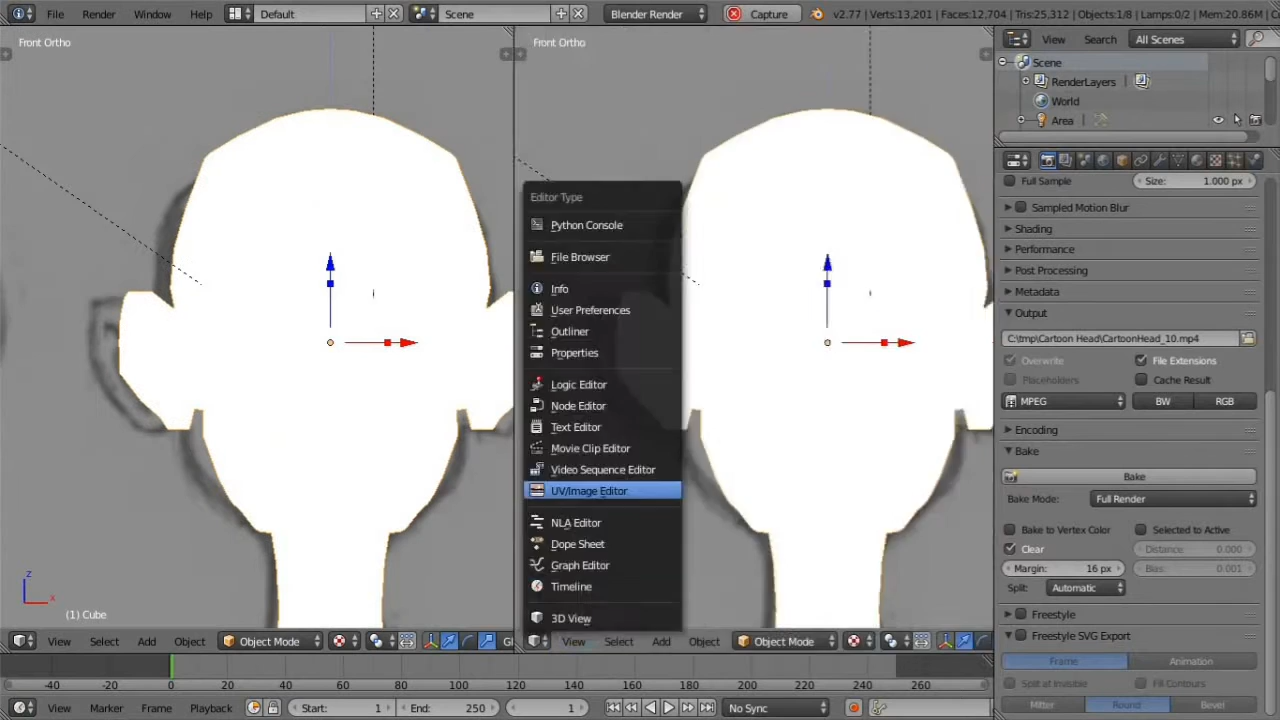 File Render Window Help Default Scene Blender Render Capture v2.77 | Verts:13,201 | Faces:12,704 | Tris:25,312 | Objects:1/8 | Lamps:0/2 | Mem:20.86M
Front Ortho
Front Ortho
View Search All Scenes
Scene
RenderLayers
World
Area
Full Sample Size: 1.000 px
Sampled Motion Blur
Shading
Performance
Post Processing
Metadata
Output
C:\tmp\Cartoon Head\CartoonHead_10.mp4
Overwrite File Extensions
Placeholders Cache Result
MPEG BW RGB
Encoding
Bake
Bake
Bake Mode: Full Render
Bake to Vertex Color Selected to Active
Clear Distance: 0.000
Margin: 16 px Bias: 0.001
Split: Automatic
Freestyle
Freestyle SVG Export
Frame Animation
Split at Invisible Fill Contours
Mitter Round Bevel
Editor Type
Python Console
File Browser
Info
User Preferences
Outliner
Properties
Logic Editor
Node Editor
Text Editor
Movie Clip Editor
Video Sequence Editor
UV/Image Editor
NLA Editor
Dope Sheet
Graph Editor
Timeline
3D View
z
x
(1) Cube
View Select Add Object Object Mode Gl
View Select Add Object Object Mode
-40 -20 0 20 40 60 80 100 120 140 160 180 200 220 240 260 280
View Marker Frame Playback Start: 1 End: 250 1 No Sync